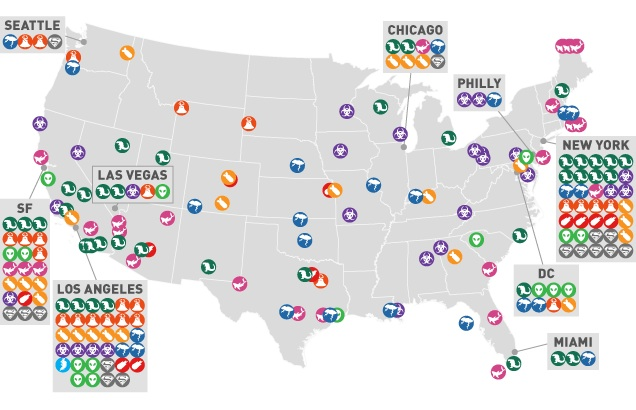 SEATTLE
CHICAGO
PHILLY
NEW YORK
LAS VEGAS
SF
LOS ANGELES
DC
MIAMI